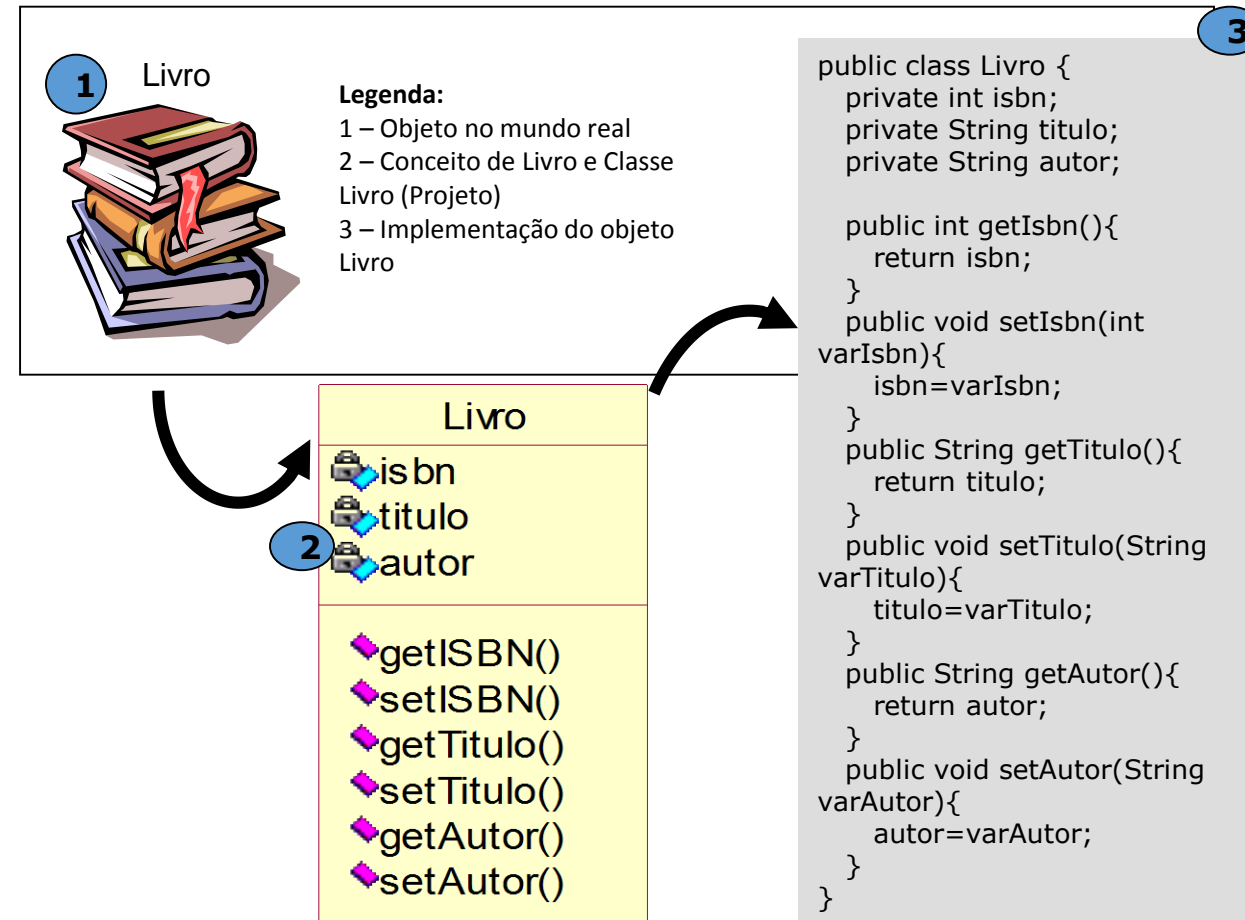 1
Livro
Legenda:
1 – Objeto no mundo real
2 – Conceito de Livro e Classe
Livro (Projeto)
3 – Implementação do objeto
Livro
2
Livro
isbn
titulo
autor
getISBN()
setISBN()
getTitulo()
setTitulo()
getAutor()
setAutor()
3
public class Livro {
private int isbn;
private String titulo;
private String autor;
public int getIsbn(){
return isbn;
}
public void setIsbn(int
varIsbn){
isbn=varIsbn;
}
public String getTitulo(){
return titulo;
}
public void setTitulo(String
varTitulo){
titulo=varTitulo;
}
public String getAutor(){
return autor;
}
public void setAutor(String
varAutor){
autor=varAutor;
}
}